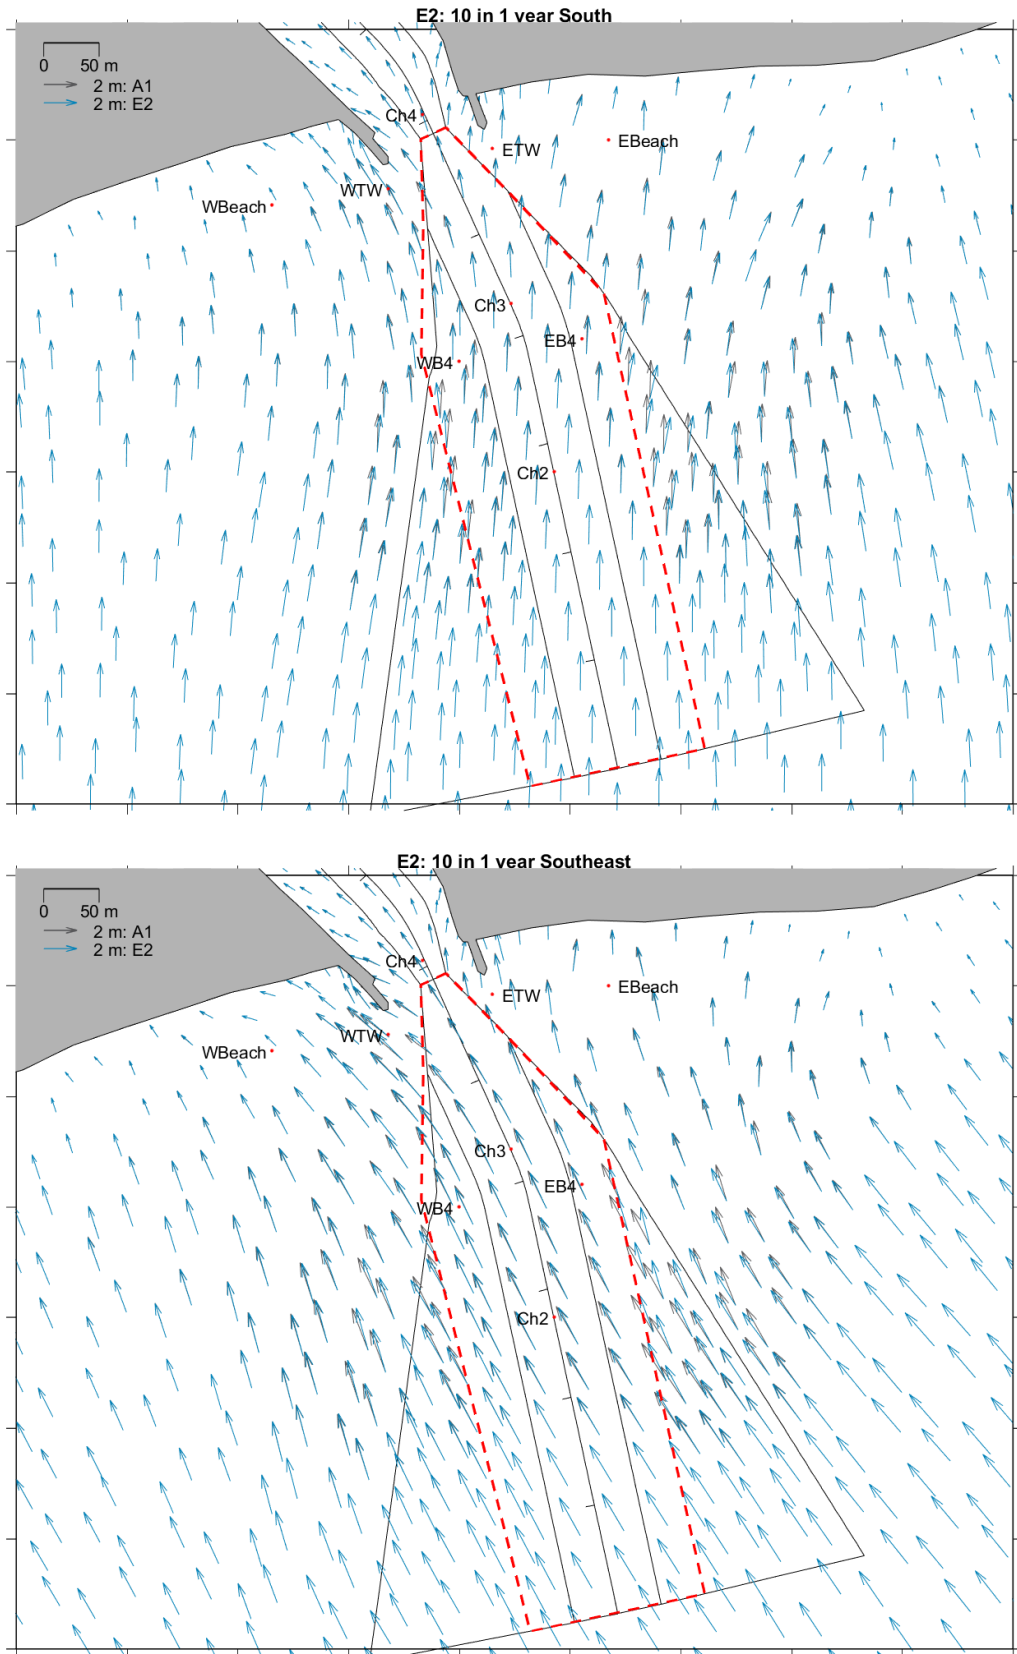 E2: 10 in 1 year South
0 50 m
2 m: A1
2 m: E2
Ch4
ETW
EBeach
WTW
WBeach
Ch3
EB4
WB4
Ch2
E2: 10 in 1 year Southeast
0 50 m
2 m: A1
2 m: E2
Ch4
ETW
EBeach
WTW
WBeach
Ch3
EB4
WB4
Ch2